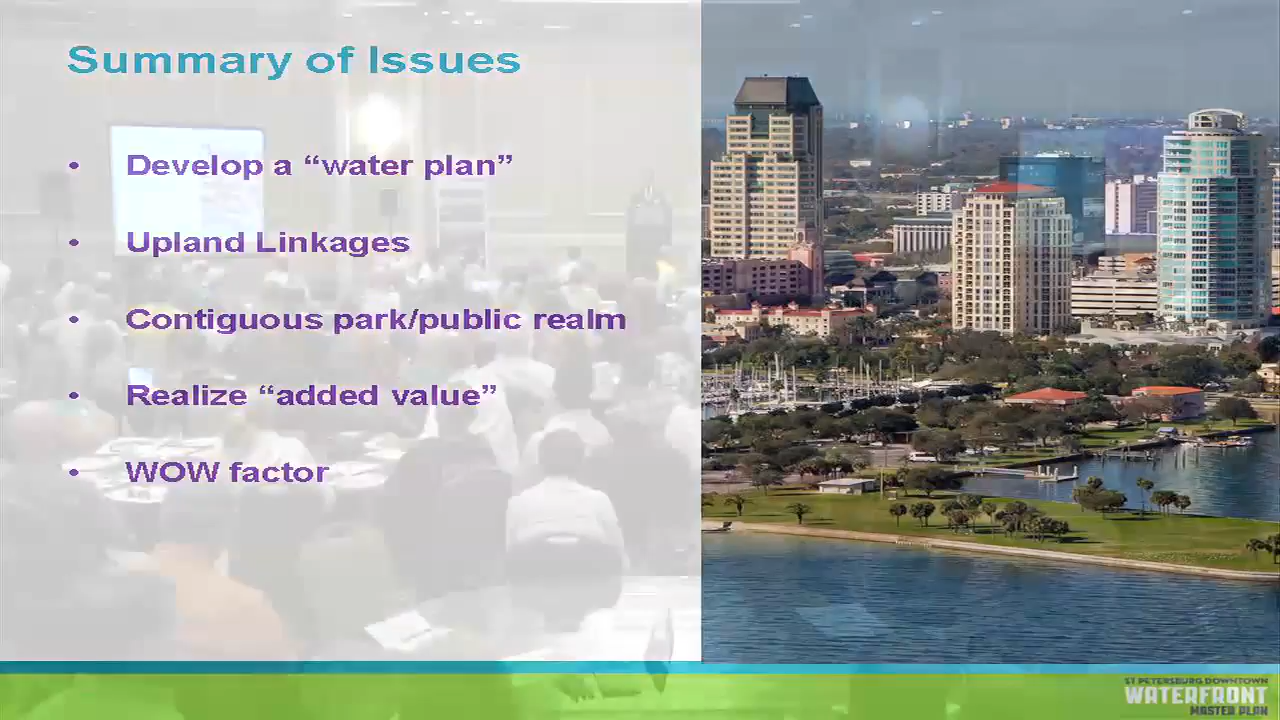 Summary of Issues
• Develop a “water plan”
• Upland Linkages
• Contiguous park/public realm
• Realize “added value”
• WOW factor
ST PETERSBURG DOWNTOWN
WATERFRONT
MASTER PLAN